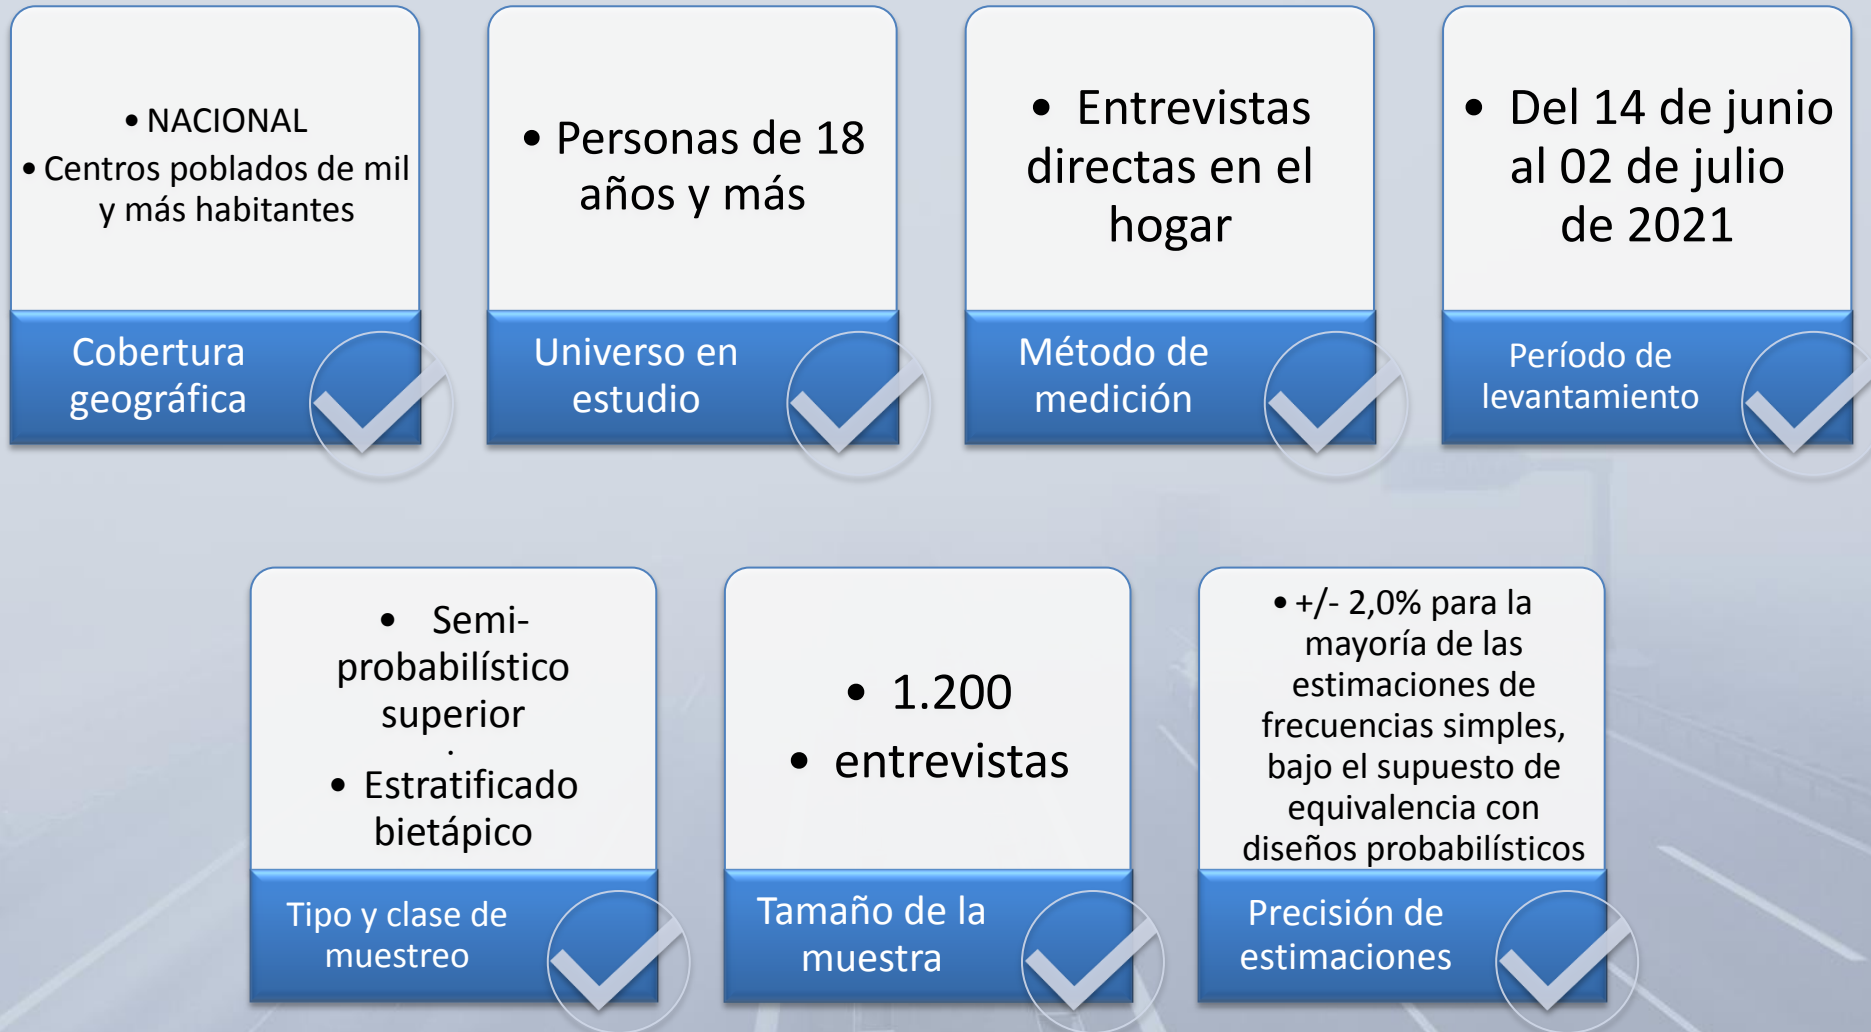 • NACIONAL
• Centros poblados de mil
y más habitantes
Cobertura
geográfica
• Personas de 18
años y más
Universo en
estudio
• Entrevistas
directas en el
hogar
Método de
medición
• Del 14 de junio
al 02 de julio
de 2021
Período de
levantamiento
• Semi-
probabilístico
superior
.
• Estratificado
bietápico
Tipo y clase de
muestreo
• 1.200
• entrevistas
Tamaño de la
muestra
• +/- 2,0% para la
mayoría de las
estimaciones de
frecuencias simples,
bajo el supuesto de
equivalencia con
diseños probabilísticos
Precisión de
estimaciones